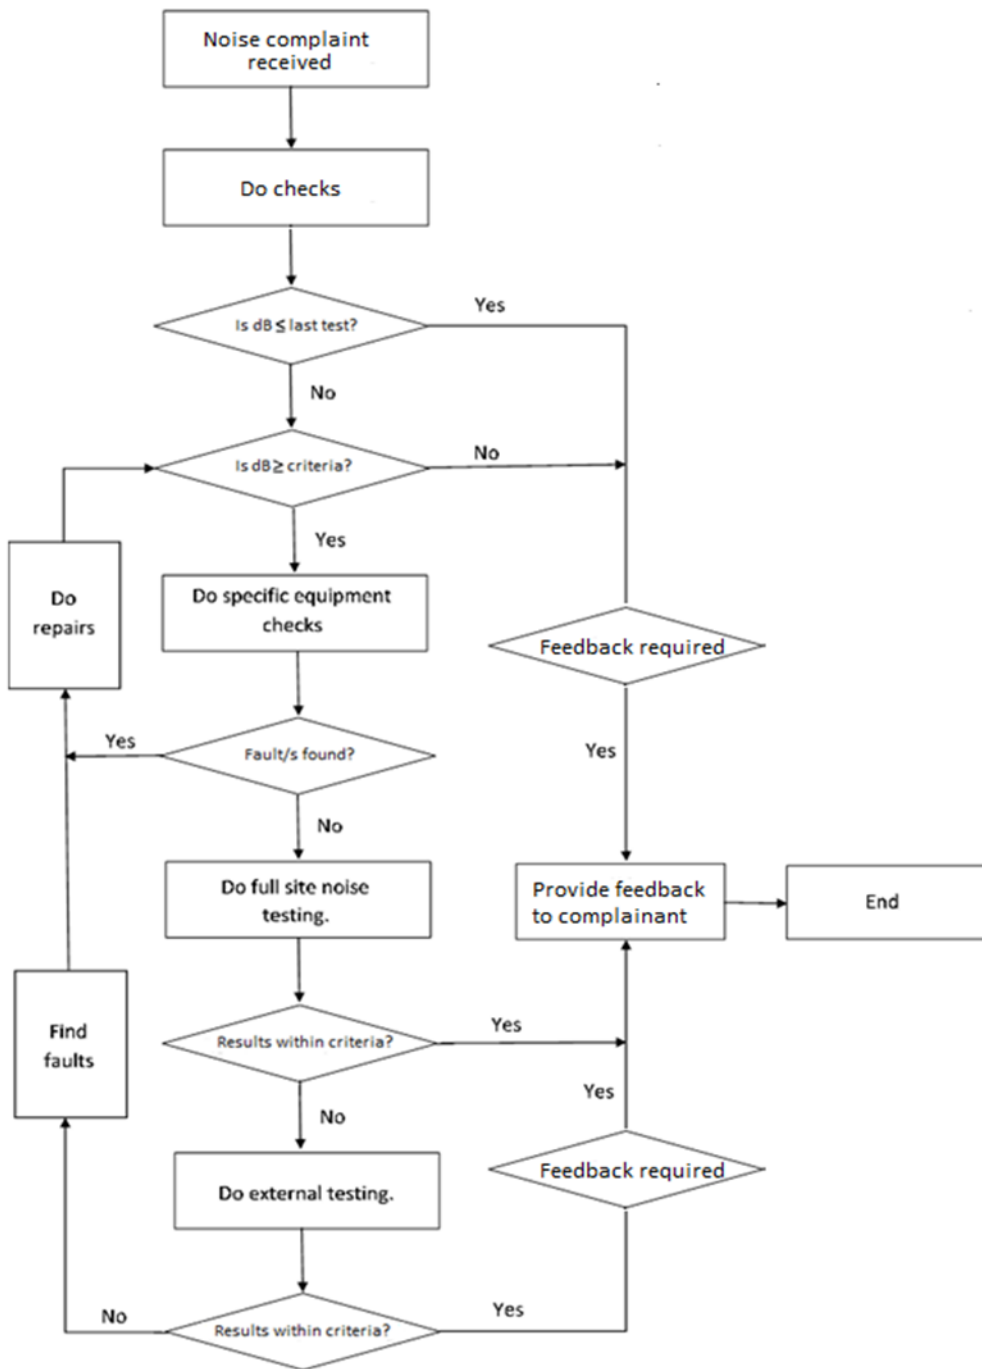 Noise complaint
received
Do checks
Is dB ≤ last test?
Yes
No
Is dB ≥ criteria?
No
Yes
Do
repairs
Do specific equipment
checks
Feedback required
Yes
Fault/s found?
Yes
No
Do full site noise
testing.
Provide feedback
to complainant
End
Find
faults
Results within criteria?
Yes
No
Yes
Feedback required
Do external testing.
No
Results within criteria?
Yes